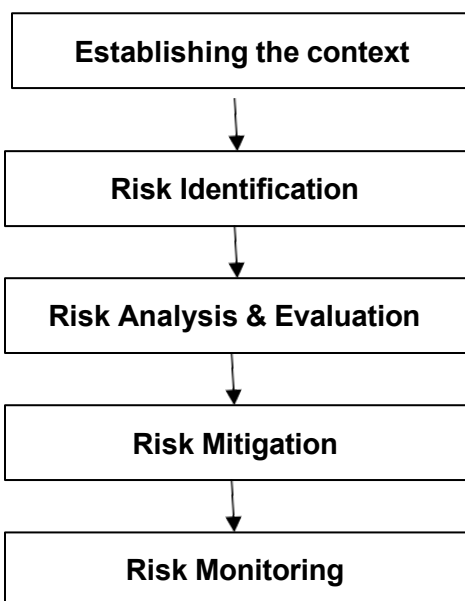 Establishing the context
Risk Identification
Risk Analysis & Evaluation
Risk Mitigation
Risk Monitoring